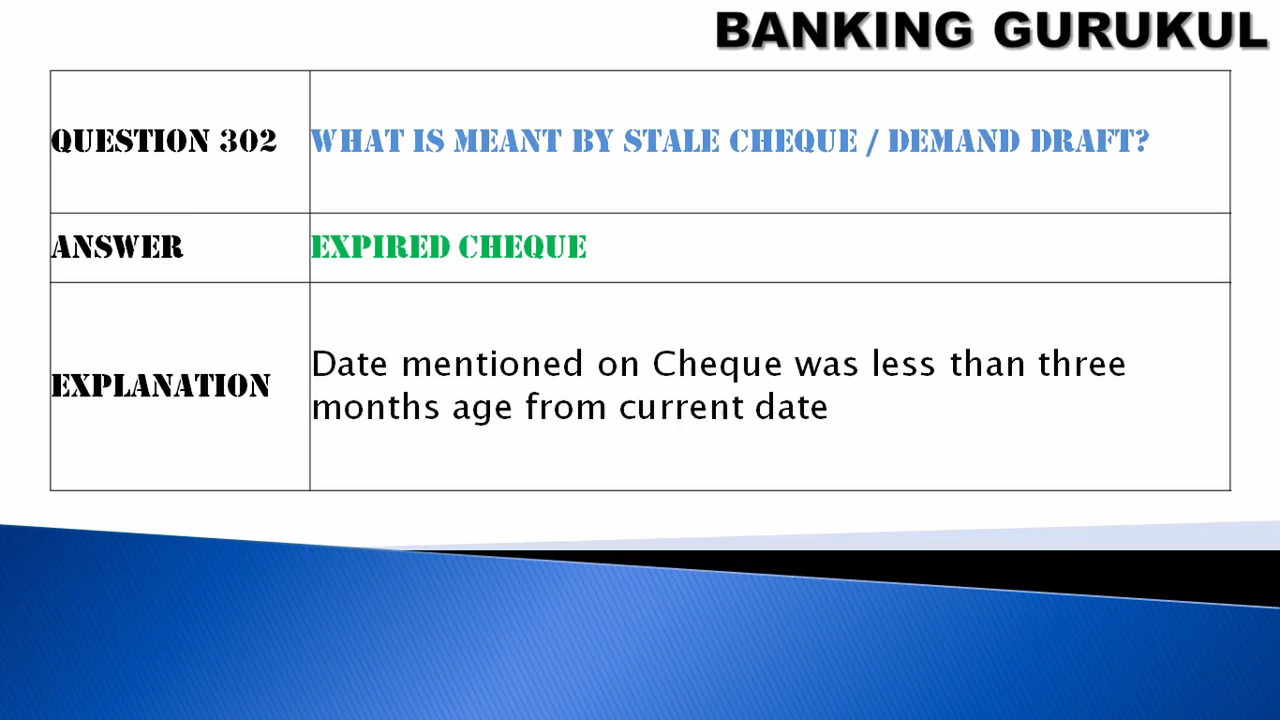 BANKING GURUKUL
QUESTION 302
WHAT IS MEANT BY STALE CHEQUE / DEMAND DRAFT?
ANSWER
EXPIRED CHEQUE
EXPLANATION
Date mentioned on Cheque was less than three
months age from current date